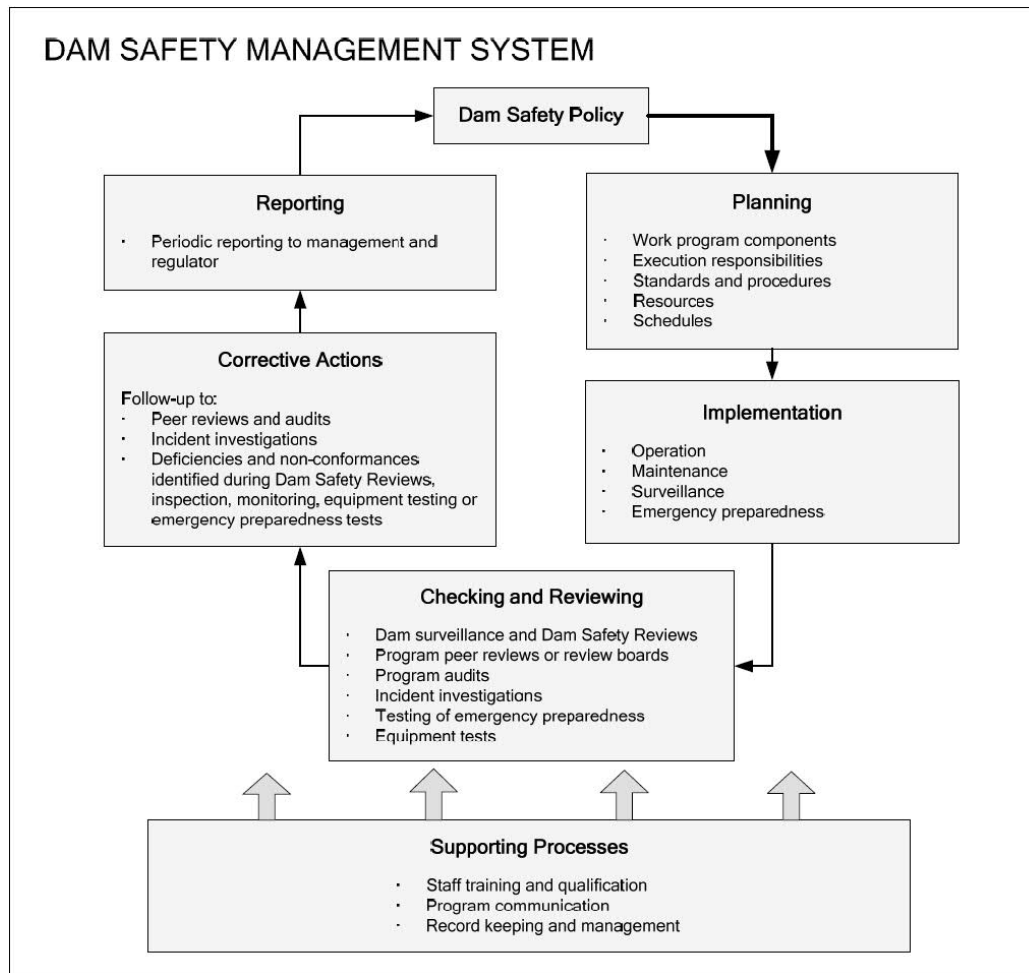 DAM SAFETY MANAGEMENT SYSTEM
Dam Safety Policy
Reporting
· Periodic reporting to management and
regulator
Planning
· Work program components
· Execution responsibilities
· Standards and procedures
· Resources
· Schedules
Corrective Actions
Follow-up to:
· Peer reviews and audits
· Incident investigations
· Deficiencies and non-conformances
identified during Dam Safety Reviews,
inspection, monitoring, equipment testing or
emergency preparedness tests
Implementation
· Operation
· Maintenance
· Surveillance
· Emergency preparedness
Checking and Reviewing
· Dam surveillance and Dam Safety Reviews
· Program peer reviews or review boards
· Program audits
· Incident investigations
· Testing of emergency preparedness
· Equipment tests
Supporting Processes
· Staff training and qualification
· Program communication
· Record keeping and management